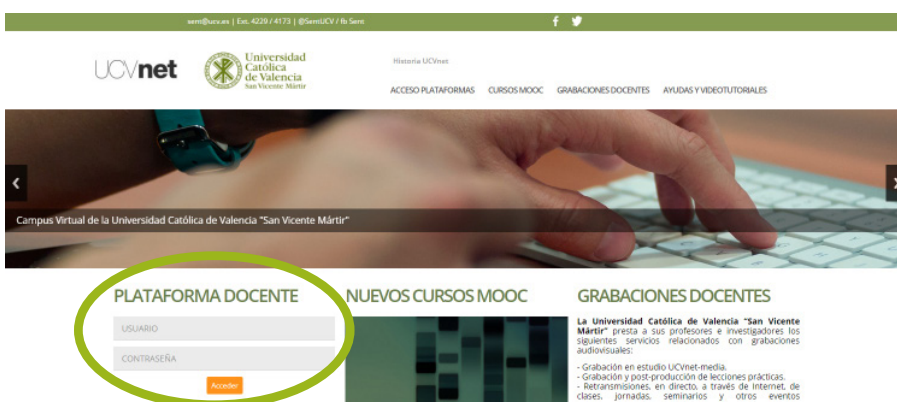 sent@ucv.es | Ext. 4229 / 4173 | @SentUCV / fb Sent
UCVnet
Universidad
Católica
de Valencia
San Vicente Mártir
Historia UCVnet
ACCESO PLATAFORMAS CURSOS MOOC GRABACIONES DOCENTES AYUDAS Y VIDEOTUTORIALES
Campus Virtual de la Universidad Católica de Valencia "San Vicente Mártir"
PLATAFORMA DOCENTE
USUARIO
CONTRASEÑA
Acceder
NUEVOS CURSOS MOOC
GRABACIONES DOCENTES
La Universidad Católica de Valencia "San Vicente
Mártir" presta a sus profesores e investigadores los
siguientes servicios relacionados con grabaciones
audiovisuales:
- Grabación en estudio UCVnet-media.
- Grabación y post-producción de lecciones prácticas.
- Retransmisiones, en directo, a través de Internet, de
clases, jornadas, seminarios y otros eventos